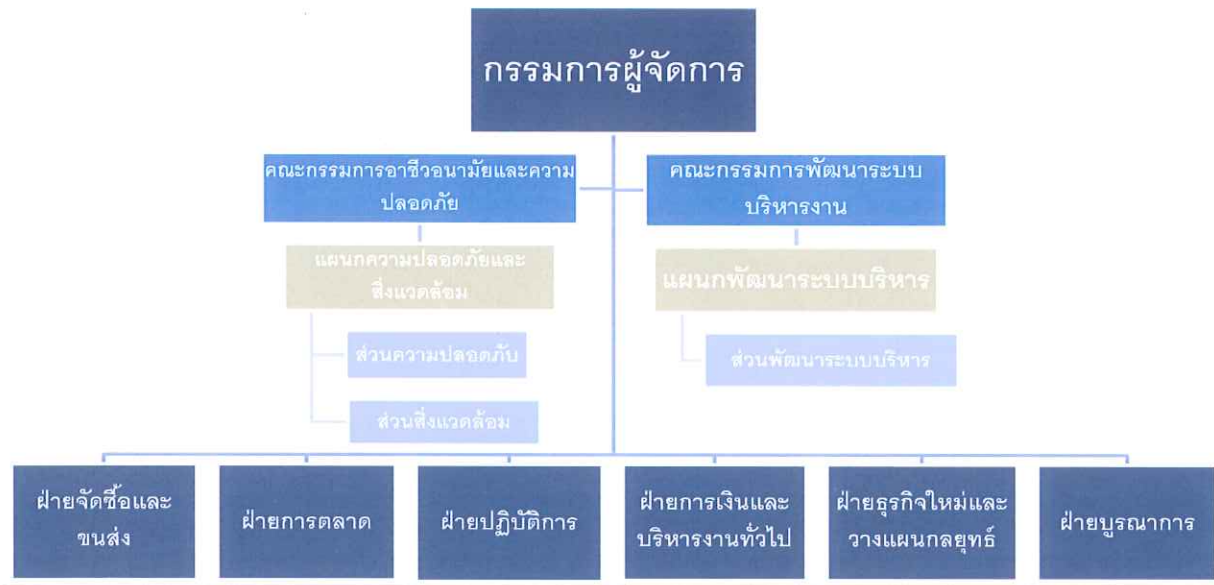 กรรมการผู้จัดการ
คณะกรรมการอาชีวอนามัยและความ
ปลอดภัย
คณะกรรมการพัฒนาระบบ
บริหารงาน
แผนกความปลอดภัยและ
สิ่งแวดล้อม
แผนกพัฒนาระบบบริหาร
ส่วนความปลอดภับ
ส่วนพัฒนาระบบบริหาร
ส่วนสิ่งแวดล้อม
ฝ่ายจัดซื้อและ
ขนส่ง
ฝ่ายการตลาด
ฝ่ายปฏิบัติการ
ฝ่ายการเงินและ
บริหารงานทั่วไป
ฝ่ายธุรกิจใหม่และ
วางแผนกลยุทธ์
ฝ่ายบูรณาการ